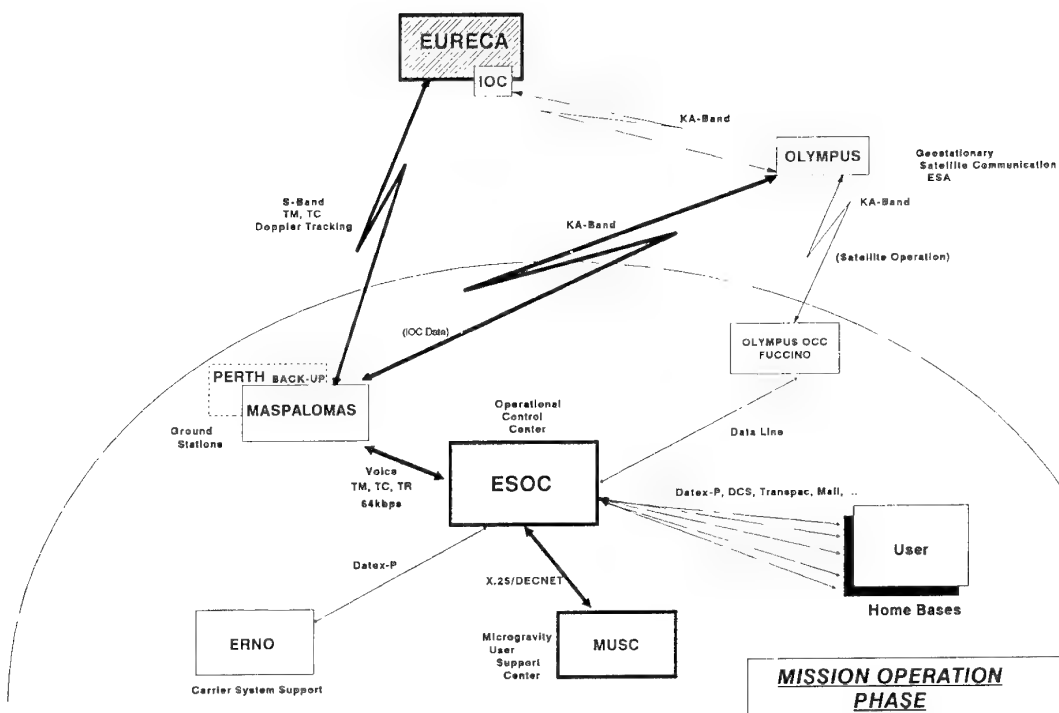 EURECA
IOC
KA-Band
OLYMPUS
Geostationary
Satellite Communication
ESA
S-Band
TM, TC
Doppler Tracking
KA-Band
KA-Band
(Satellite Operation)
(IOC Data)
OLYMPUS OCC
FUCCINO
PERTH BACK-UP
MASPALOMAS
Ground
Stations
Operational
Control
Center
Data Line
Voice
TM, TC, TR
64kbps
ESOC
Datex-P, DCS, Transpac, Mail, ..
User
Home Bases
Datex-P
X.25/DECNET
ERNO
Carrier System Support
Microgravity
User
Support
Center
MUSC
MISSION OPERATION
PHASE